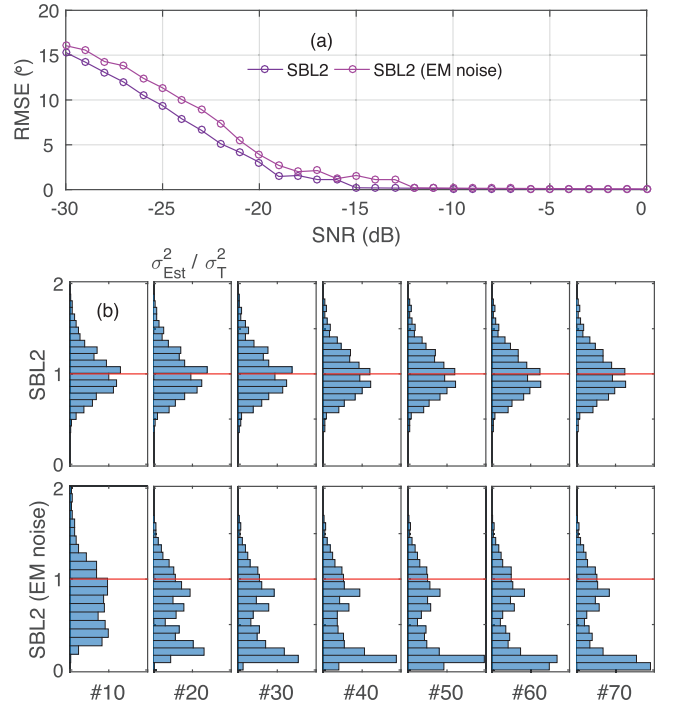 20
15
10
5
0
RMSE (°)
(a)
SBL2 SBL2 (EM noise)
-30 -25 -20 -15 -10 -5 0
SNR (dB)
σ²Est / σ²T
(b)
2
1
0
SBL2
2
1
0
SBL2 (EM noise)
#10 #20 #30 #40 #50 #60 #70